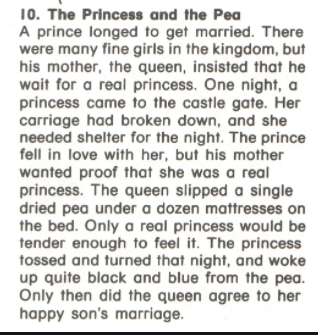 10. The Princess and the Pea
A prince longed to get married. There
were many fine girls in the kingdom, but
his mother, the queen, insisted that he
wait for a real princess. One night, a
princess came to the castle gate. Her
carriage had broken down, and she
needed shelter for the night. The prince
fell in love with her, but his mother
wanted proof that she was a real
princess. The queen slipped a single
dried pea under a dozen mattresses on
the bed. Only a real princess would be
tender enough to feel it. The princess
tossed and turned that night, and woke
up quite black and blue from the pea.
Only then did the queen agree to her
happy son's marriage.